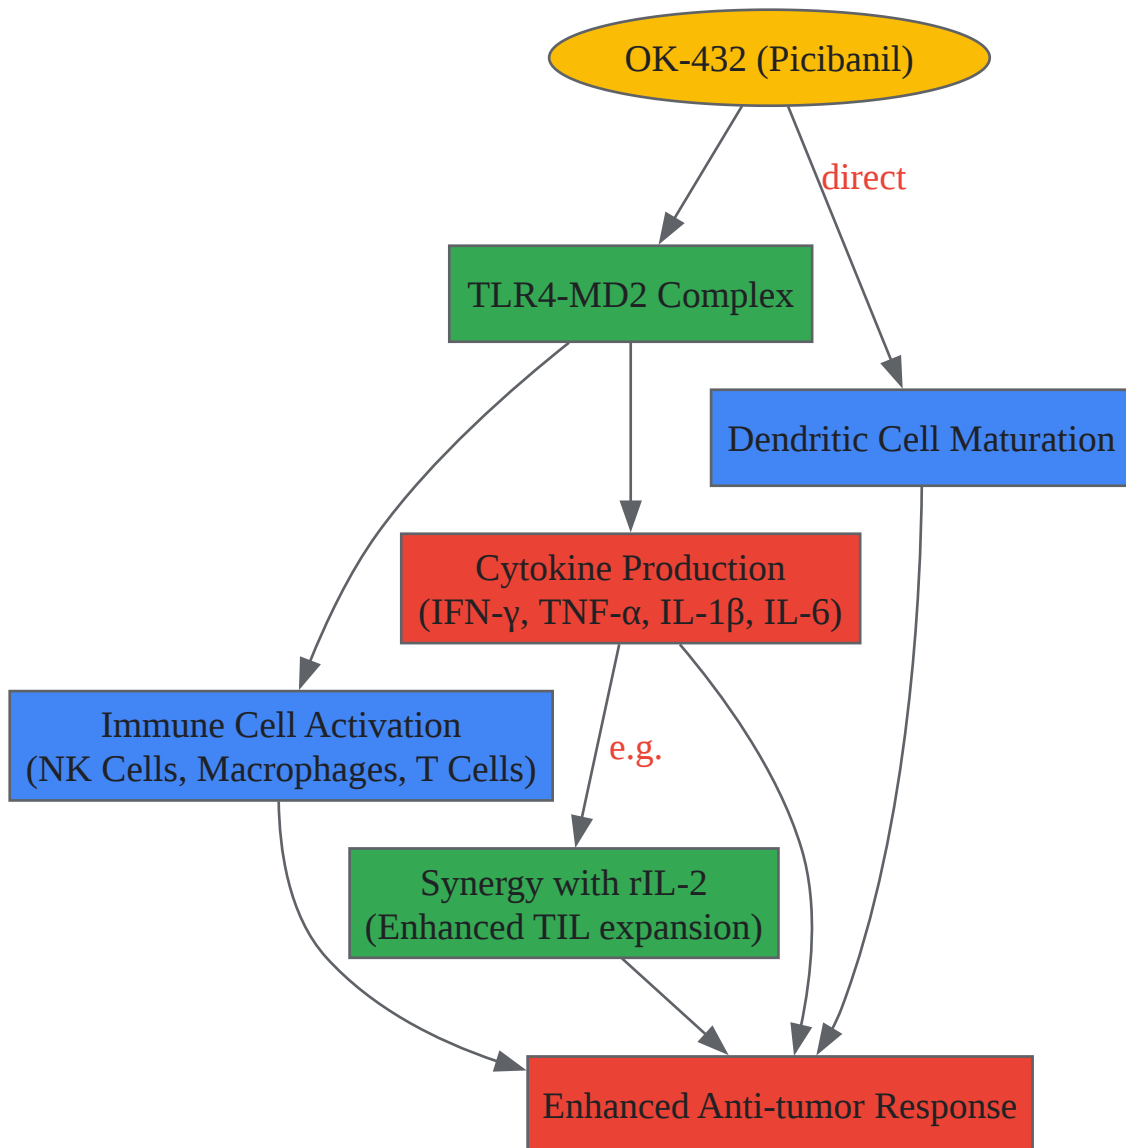 OK-432 (Picibanil)
direct
TLR4-MD2 Complex
Dendritic Cell Maturation
Cytokine Production
(IFN-γ, TNF-α, IL-1β, IL-6)
Immune Cell Activation
(NK Cells, Macrophages, T Cells)
e.g.
Synergy with rIL-2
(Enhanced TIL expansion)
Enhanced Anti-tumor Response